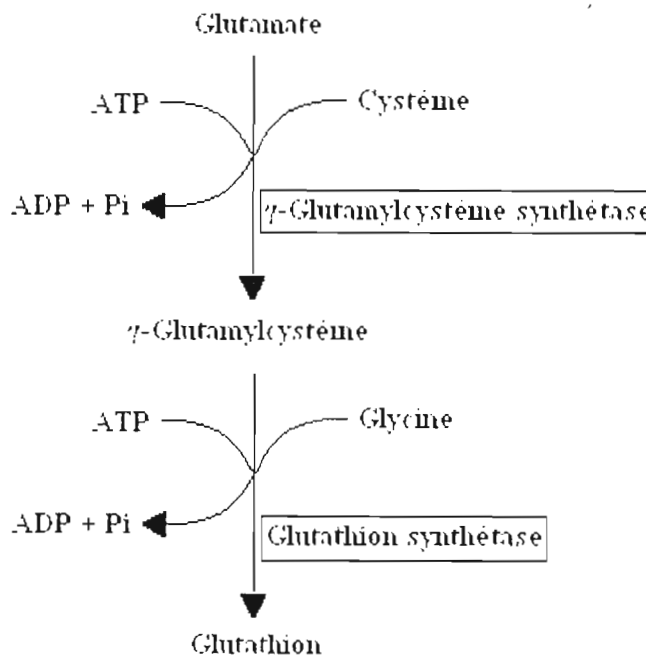 Glutamate
ATP Cystéine
ADP + Pi
γ-Glutamylcystéine synthétase
γ-Glutamylcystéine
ATP Glycine
ADP + Pi
Glutathion synthétase
Glutathion